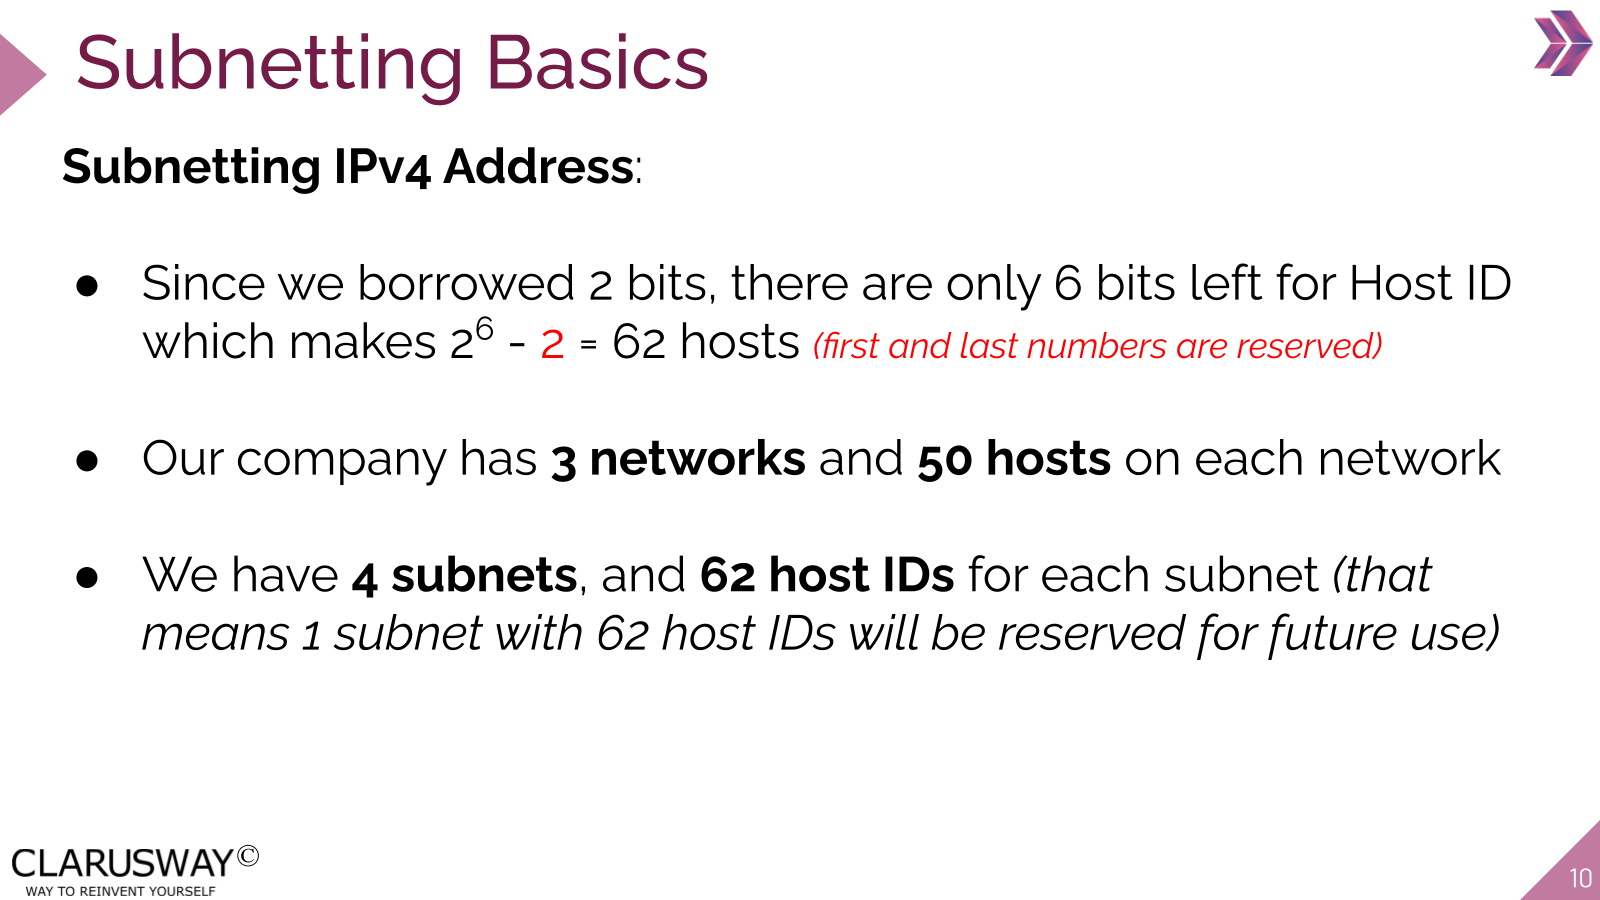 Subnetting Basics
Subnetting IPv4 Address:
● Since we borrowed 2 bits, there are only 6 bits left for Host ID
which makes 2⁶ - 2 = 62 hosts (first and last numbers are reserved)
● Our company has 3 networks and 50 hosts on each network
● We have 4 subnets, and 62 host IDs for each subnet (that
means 1 subnet with 62 host IDs will be reserved for future use)
CLARUSWAY©
WAY TO REINVENT YOURSELF
10